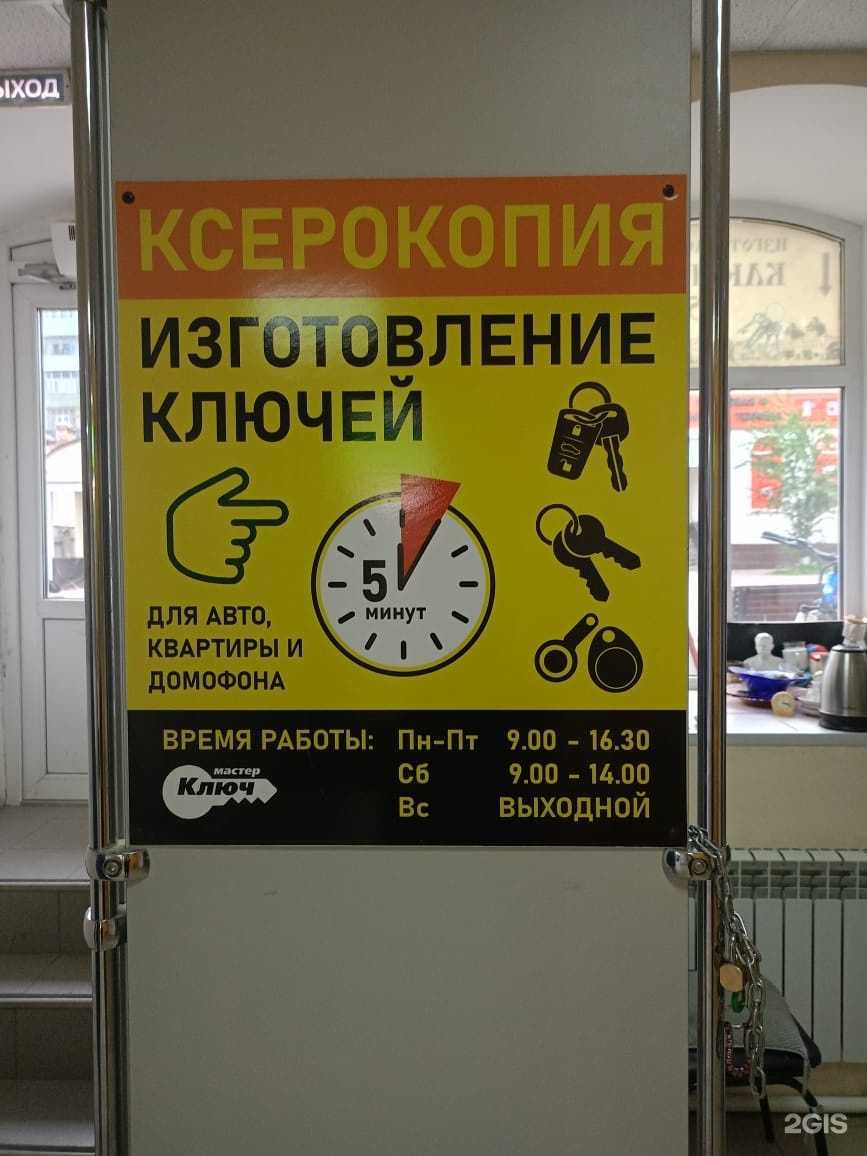 ЫХОД
КСЕРОКОПИЯ
ИЗГОТОВЛЕНИЕ
КЛЮЧЕЙ
5
минут
ДЛЯ АВТО,
КВАРТИРЫ И
ДОМОФОНА
ВРЕМЯ РАБОТЫ: Пн-Пт 9.00 - 16.30
Сб 9.00 - 14.00
Вс ВЫХОДНОЙ
мастер
Ключ
2GIS